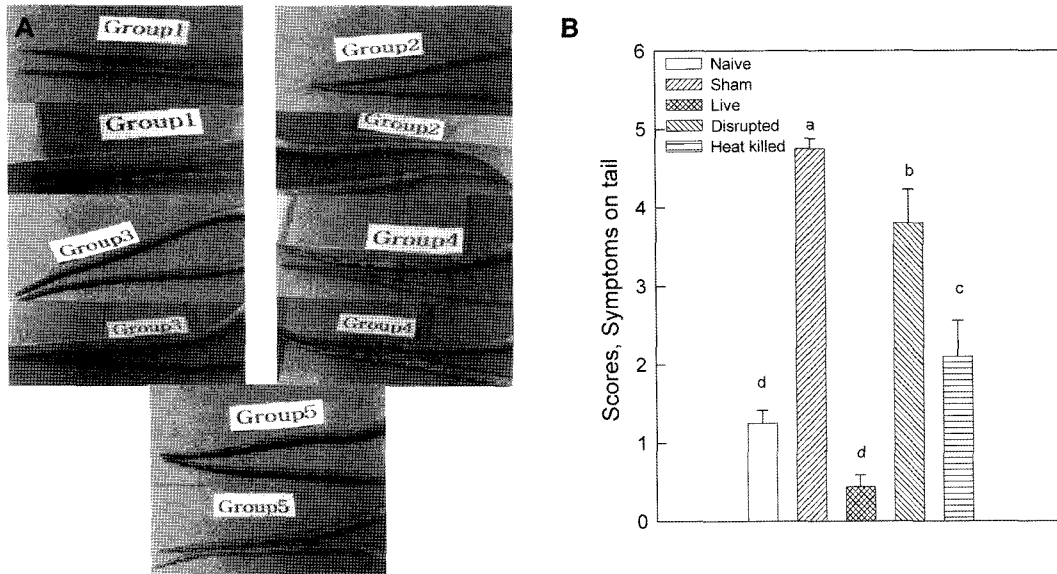 A
Group1
Group2
Group1
Group2
Group3
Group4
Group3
Group4
Group5
Group5
B
Scores, Symptoms on tail
6
5
4
3
2
1
0
Naive
Sham
Live
Disrupted
Heat killed
d
a
d
b
c